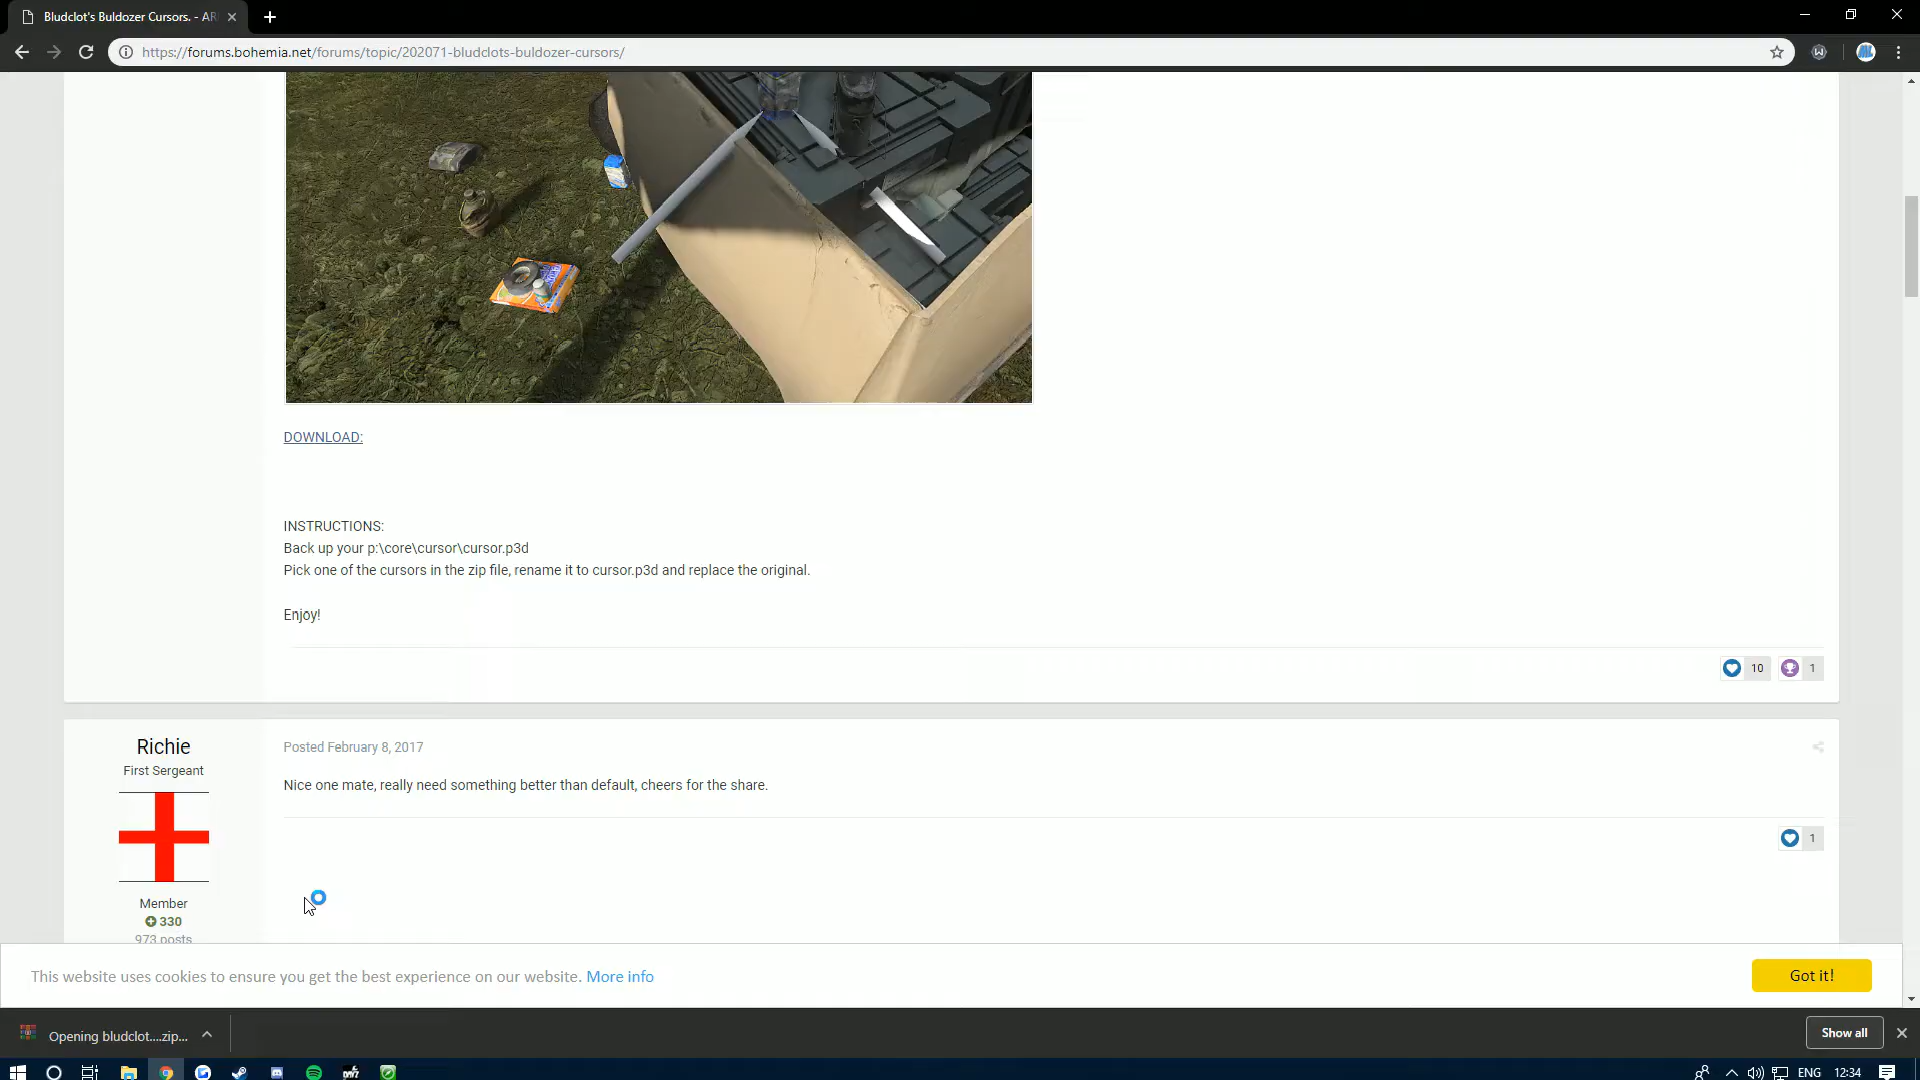 Bludclot's Buldozer Cursors. - AR
https://forums.bohemia.net/forums/topic/202071-bludclots-buldozer-cursors/
DOWNLOAD:
INSTRUCTIONS:
Back up your p:\core\cursor\cursor.p3d
Pick one of the cursors in the zip file, rename it to cursor.p3d and replace the original.
Enjoy!
10
1
Richie
First Sergeant
Member
330
973 posts
Posted February 8, 2017
Nice one mate, really need something better than default, cheers for the share.
1
This website uses cookies to ensure you get the best experience on our website. More info
Got it!
Opening bludclot....zip...
Show all
ENG
12:34